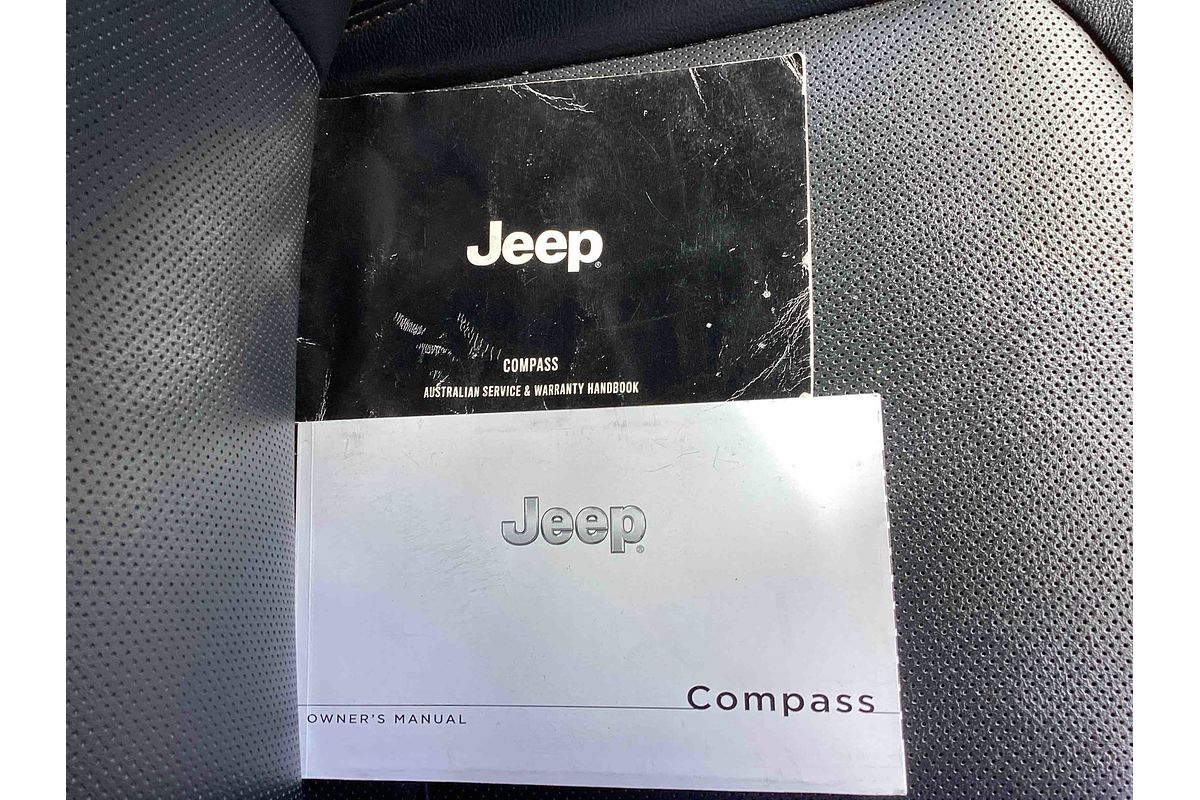 Jeep®
COMPASS
AUSTRALIAN SERVICE & WARRANTY HANDBOOK
Jeep®
Compass
OWNER'S MANUAL